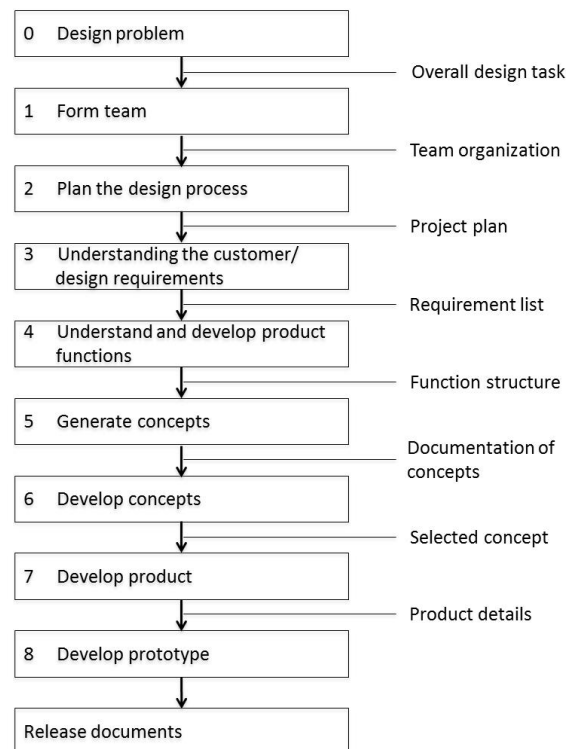 0 Design problem
Overall design task
1 Form team
Team organization
2 Plan the design process
Project plan
3 Understanding the customer/
design requirements
Requirement list
4 Understand and develop product
functions
Function structure
5 Generate concepts
Documentation of
concepts
6 Develop concepts
Selected concept
7 Develop product
Product details
8 Develop prototype
Release documents